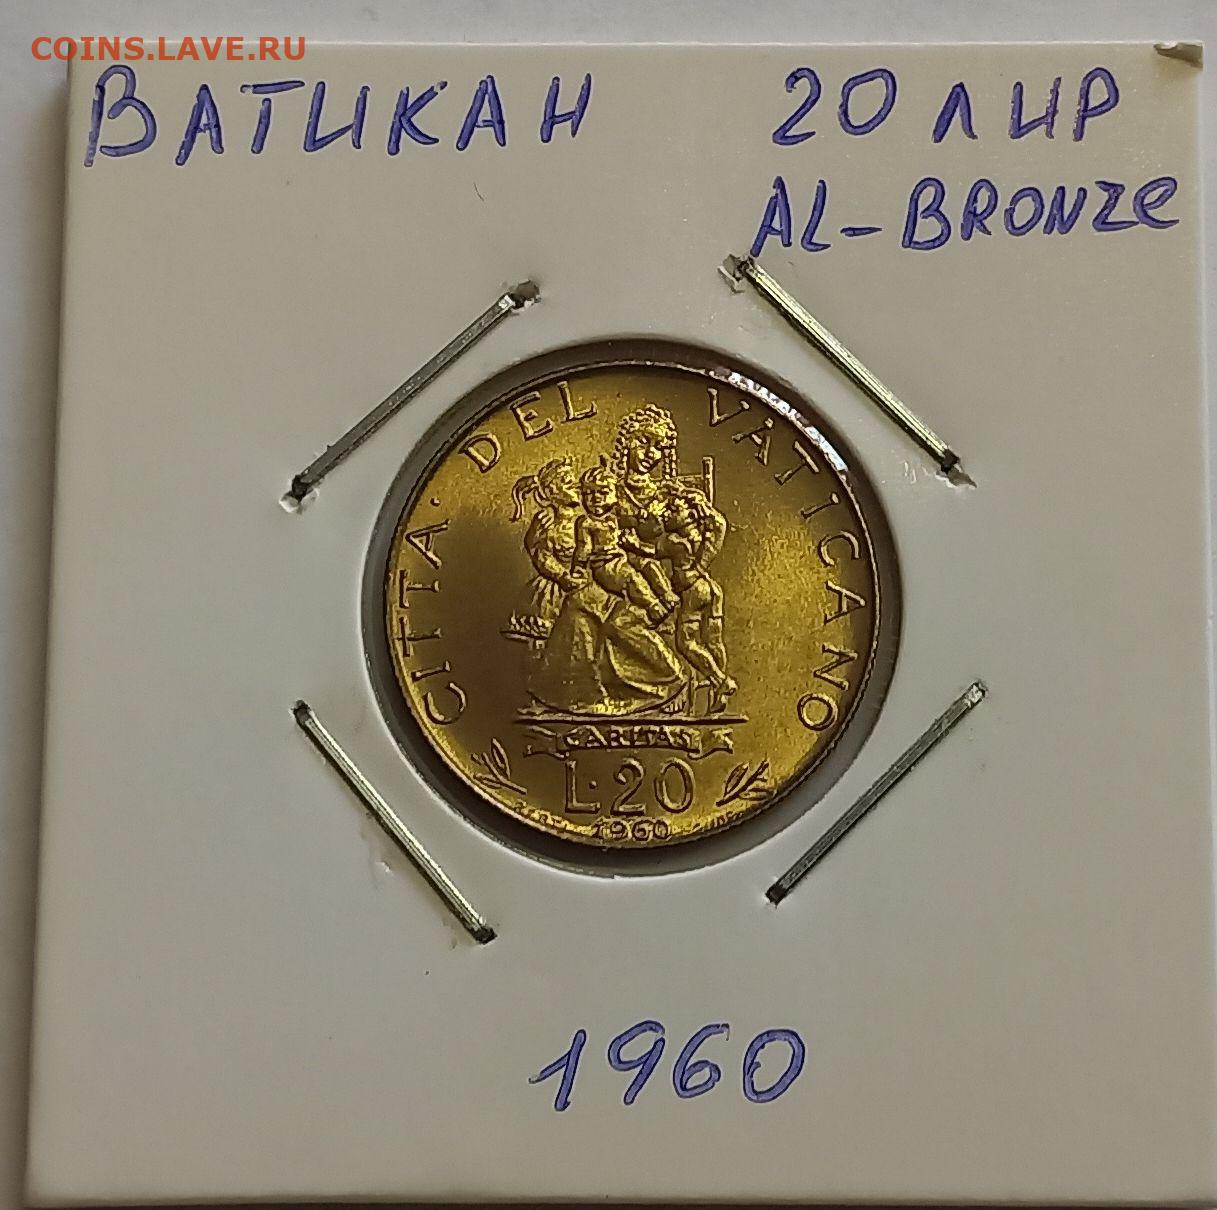 COINS.LAVE.RU
ВАТИКАН 20 ЛИР
AL-BRONZE
CITTA · DEL VATICANO
CARITAS
L·20
1960
1960